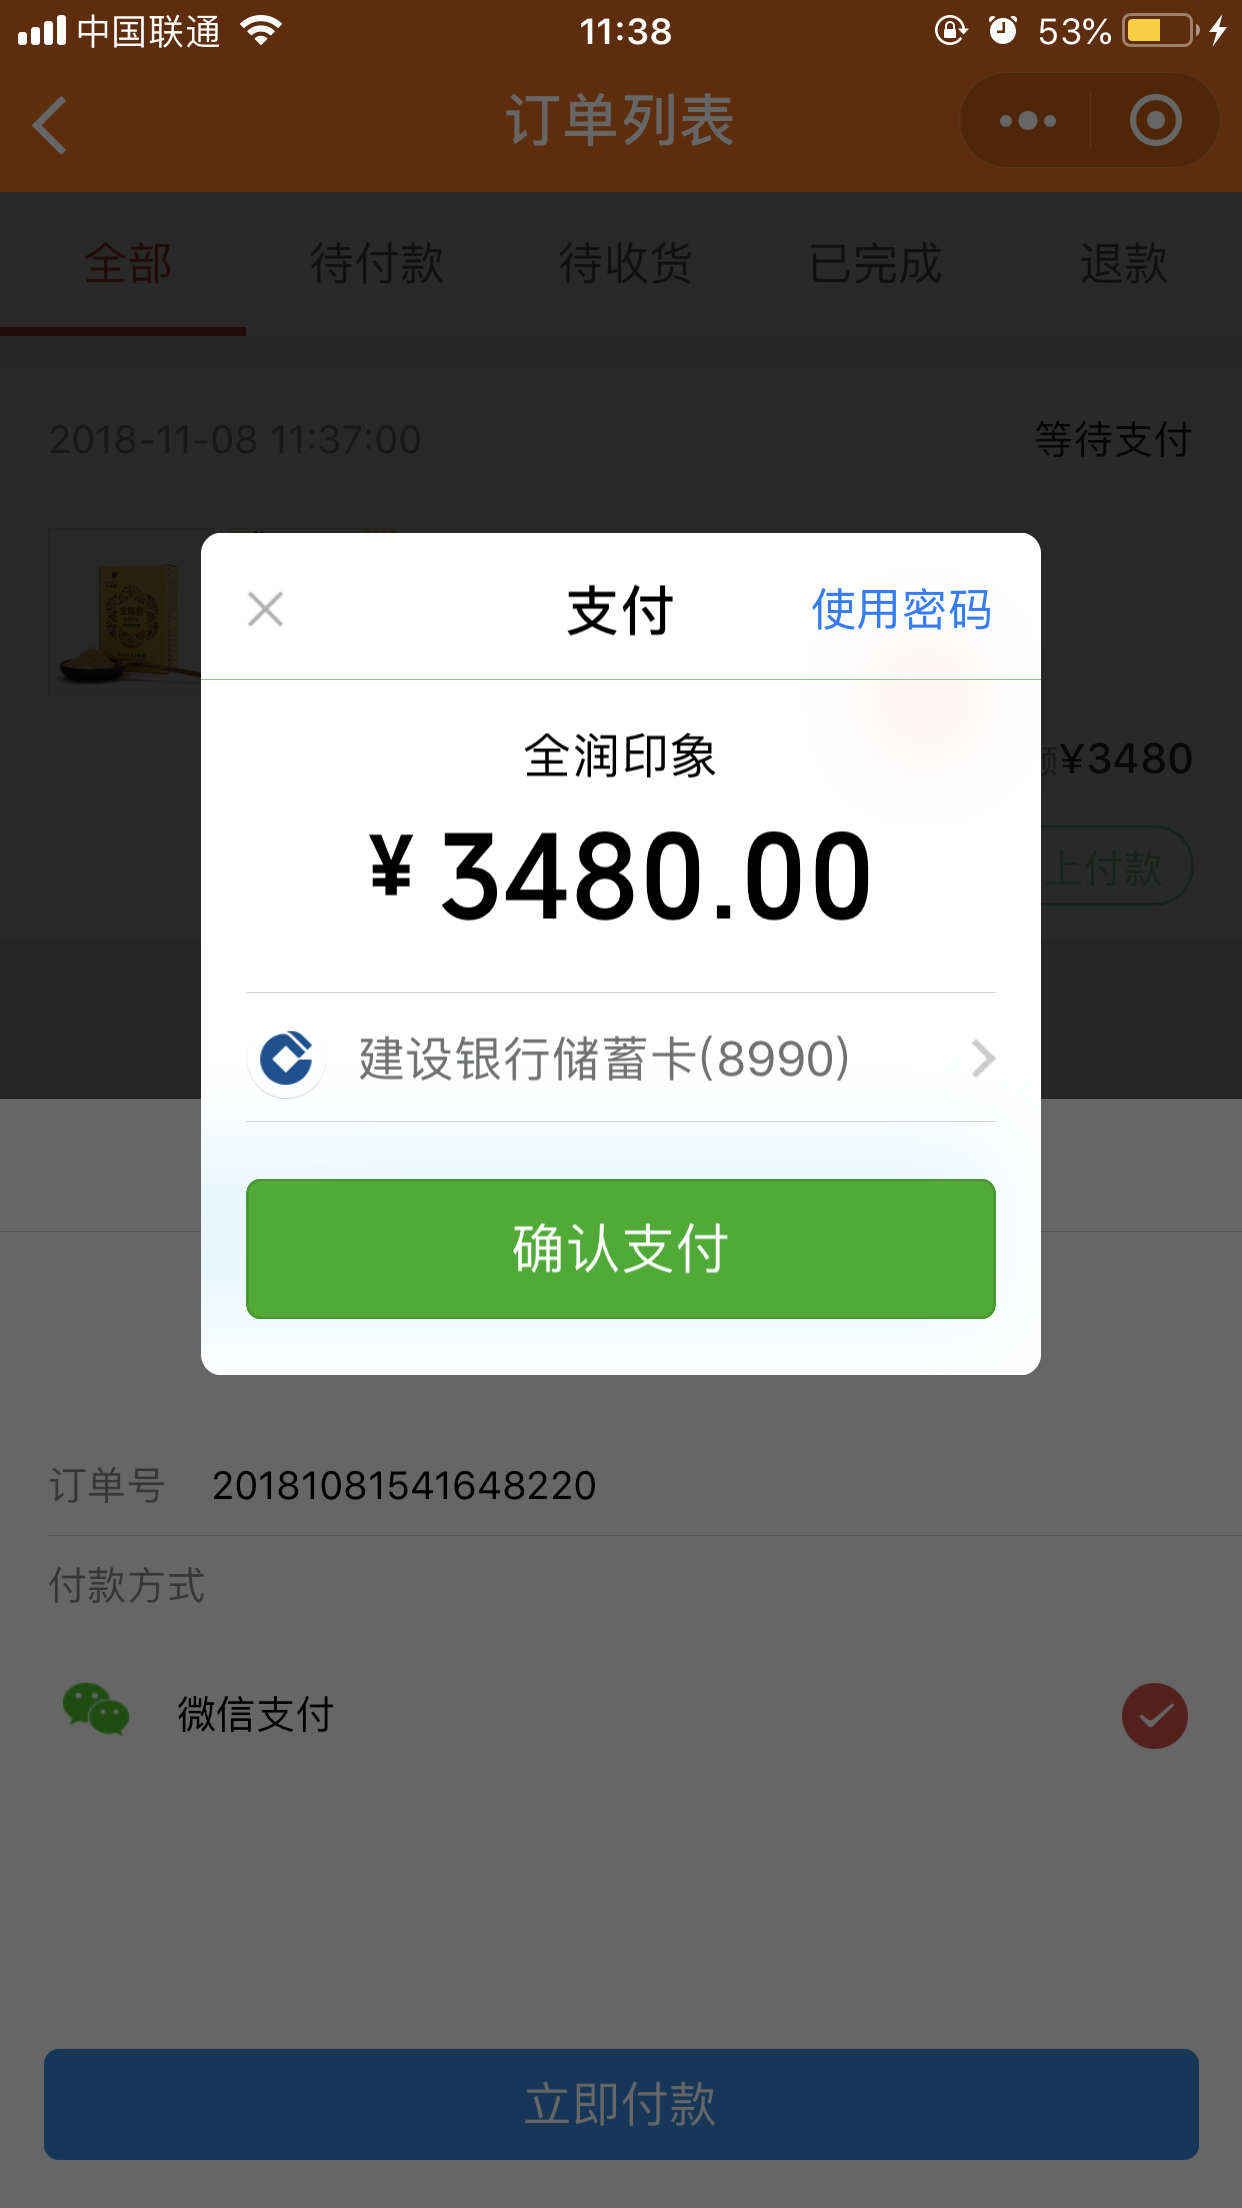 中国联通 11:38 53%
订单列表
全部 待付款 待收货 已完成 退款
2018-11-08 11:37:00 等待支付
支付 使用密码
全润印象
¥3480
¥3480.00
上付款
建设银行储蓄卡(8990)
确认支付
订单号 20181081541648220
付款方式
微信支付
立即付款